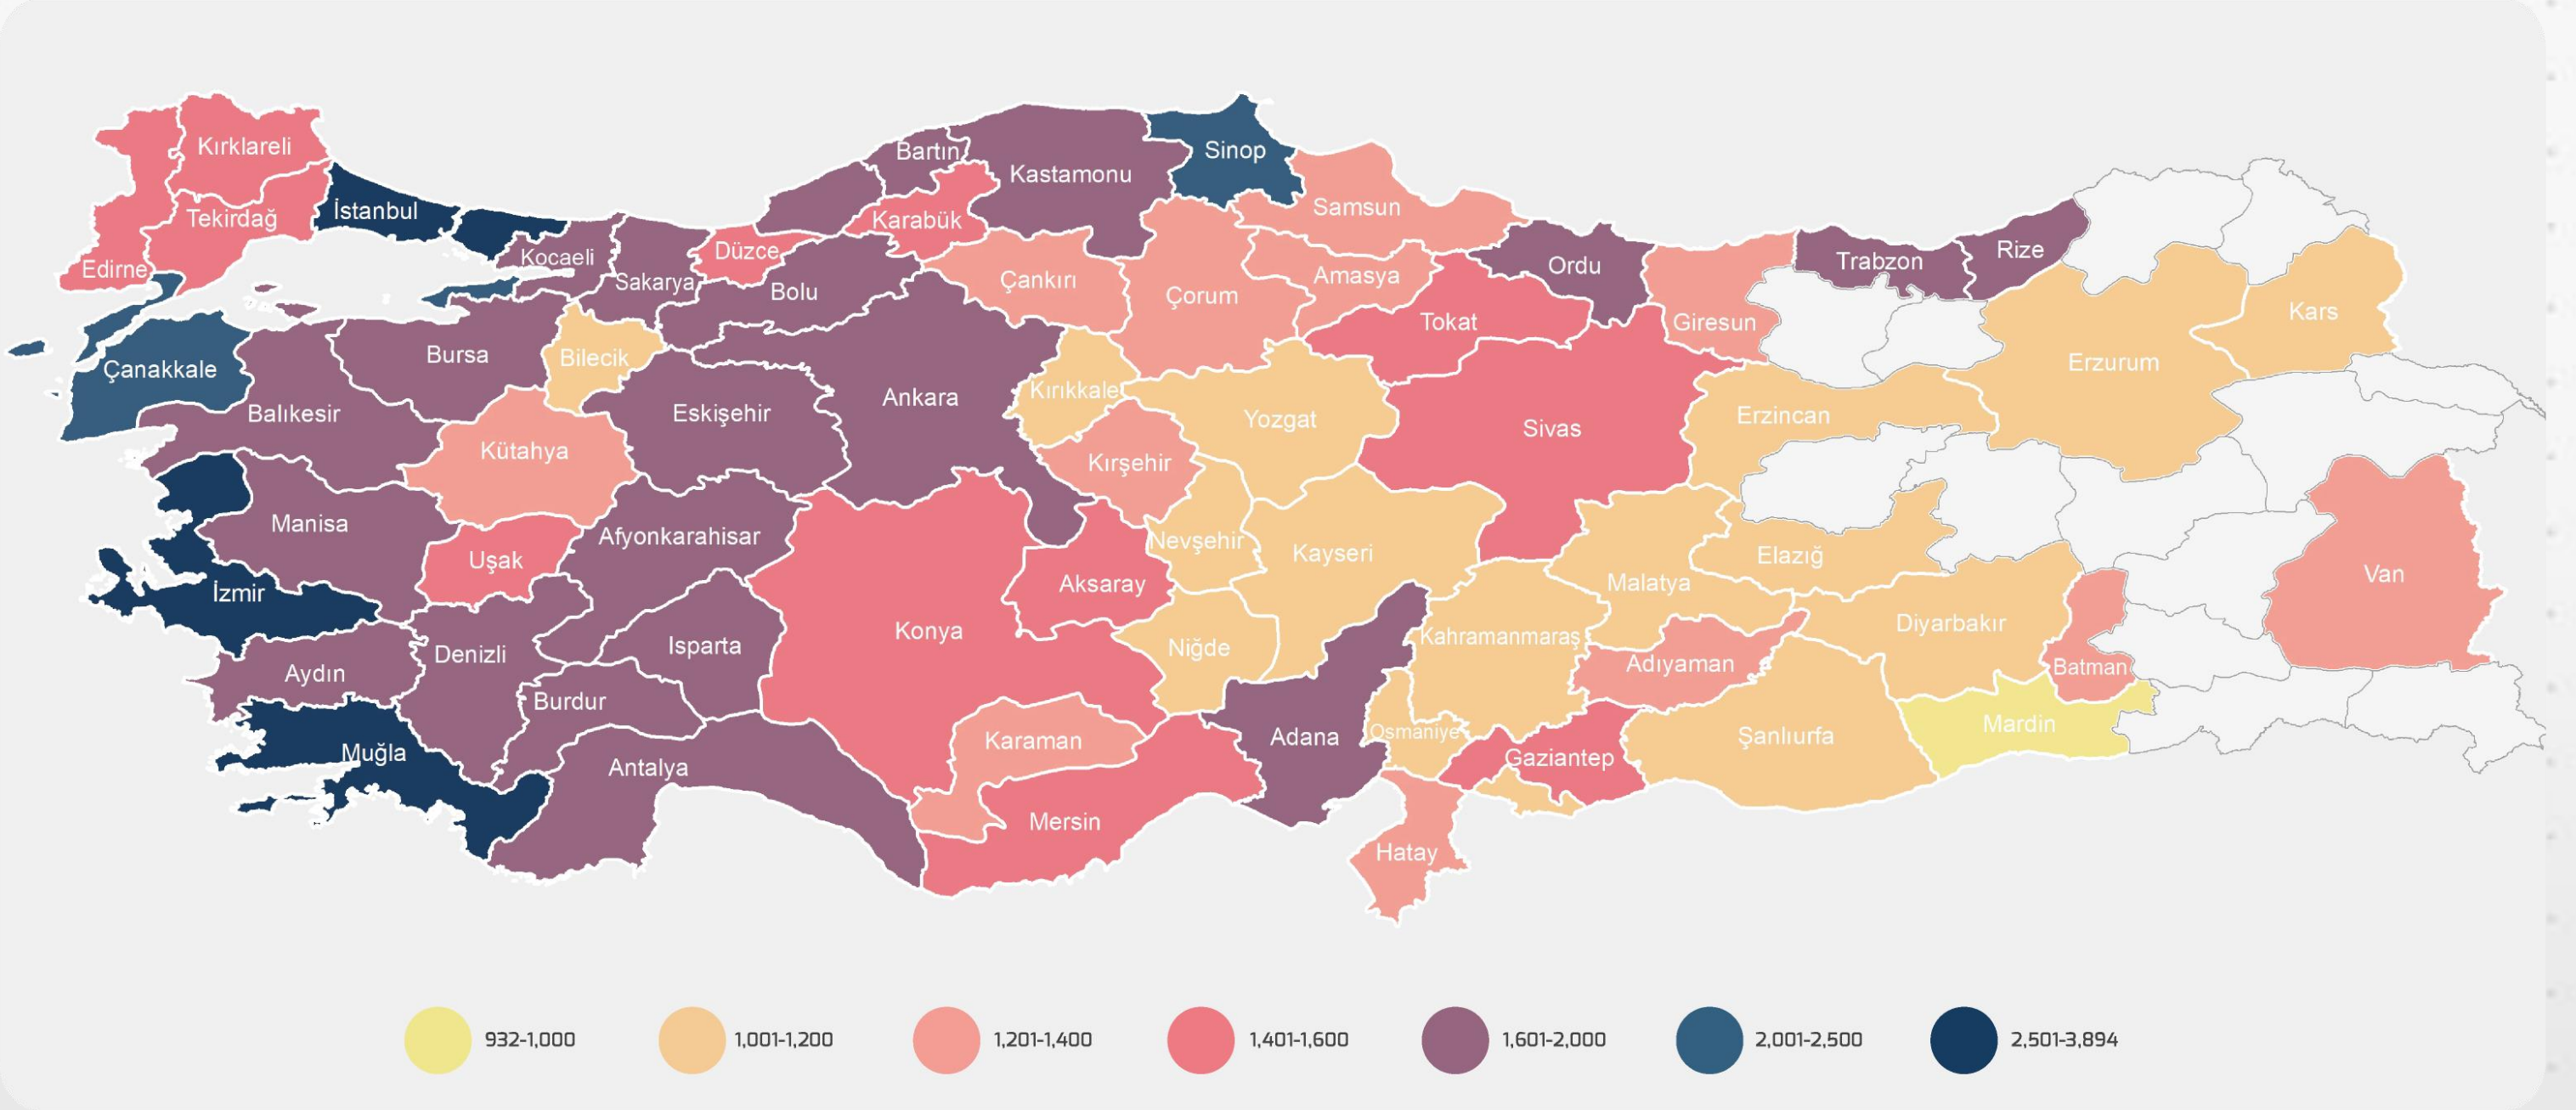 Kırklareli
Tekirdağ
Edirne
İstanbul
Kocaeli
Sakarya
Düzce
Bolu
Bartın
Karabük
Kastamonu
Sinop
Samsun
Çankırı
Çorum
Amasya
Tokat
Ordu
Giresun
Trabzon
Rize
Kars
Erzurum
Erzincan
Çanakkale
Balıkesir
Bursa
Bilecik
Kütahya
Eskişehir
Ankara
Kırıkkale
Kırşehir
Yozgat
Sivas
Manisa
Uşak
Afyonkarahisar
Aksaray
Nevşehir
Kayseri
Malatya
Elazığ
Diyarbakır
Van
İzmir
Aydın
Denizli
Isparta
Burdur
Konya
Niğde
Kahramanmaraş
Adıyaman
Batman
Muğla
Antalya
Karaman
Mersin
Adana
Osmaniye
Gaziantep
Şanlıurfa
Mardin
Hatay
932-1,000
1,001-1,200
1,201-1,400
1,401-1,600
1,601-2,000
2,001-2,500
2,501-3,894